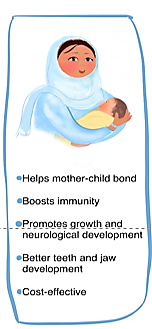 Helps mother-child bond
Boosts immunity
Promotes growth and
neurological development
Better teeth and jaw
development
Cost-effective